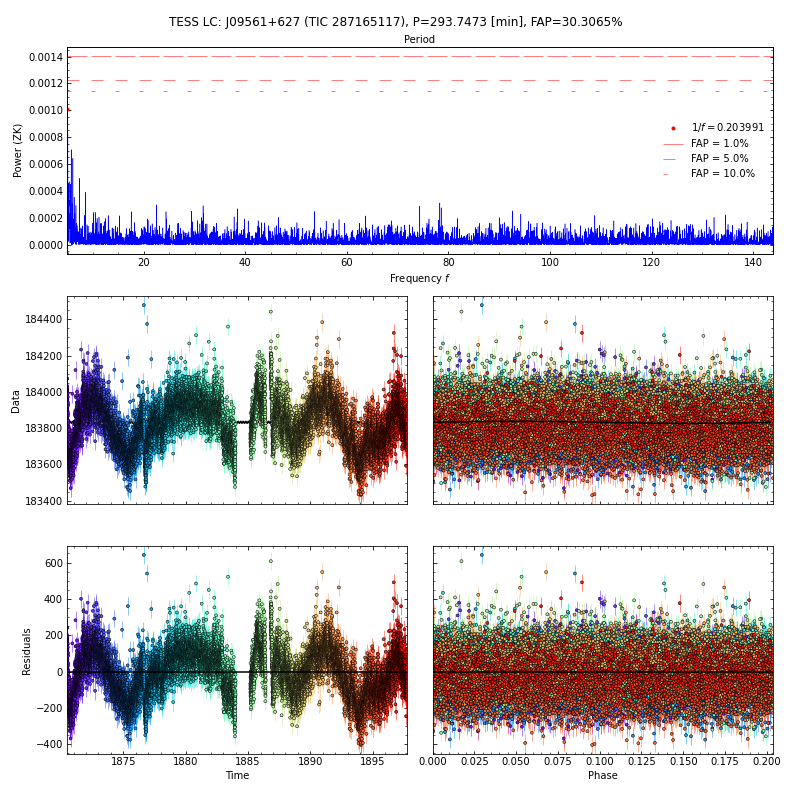 TESS LC: J09561+627 (TIC 287165117), P=293.7473 [min], FAP=30.3065%
Period
0.0014
0.0012
0.0010
0.0008
0.0006
0.0004
0.0002
0.0000
Power (ZK)
1/f = 0.203991
FAP = 1.0%
FAP = 5.0%
FAP = 10.0%
20 40 60 80 100 120 140
Frequency f
184400
184200
184000
183800
183600
183400
Data
600
400
200
0
−200
−400
Residuals
1875 1880 1885 1890 1895
Time
0.000 0.025 0.050 0.075 0.100 0.125 0.150 0.175 0.200
Phase